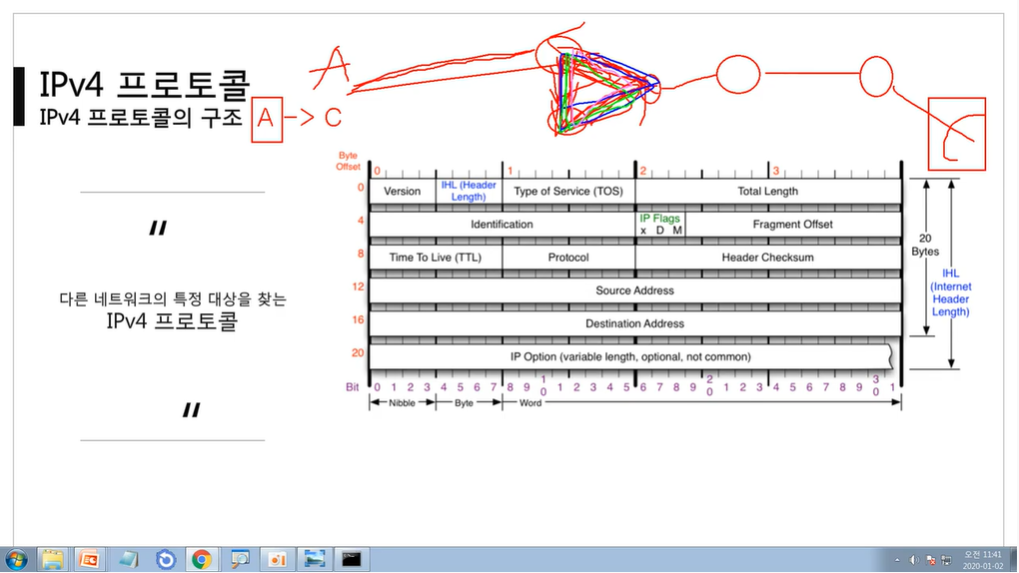 IPv4 프로토콜
IPv4 프로토콜의 구조
A -> C
A
C
〃
다른 네트워크의 특정 대상을 찾는
IPv4 프로토콜
〃
Byte Offset
0 1 2 3
0 Version IHL (Header Length) Type of Service (TOS) Total Length
4 Identification IP Flags x D M Fragment Offset
8 Time To Live (TTL) Protocol Header Checksum
12 Source Address
16 Destination Address
20 IP Option (variable length, optional, not common)
Bit 0 1 2 3 4 5 6 7 8 9 10 1 2 3 4 5 6 7 8 9 20 1 2 3 4 5 6 7 8 9 30 1
Nibble Byte Word
20 Bytes
IHL (Internet Header Length)
오전 11:41
2020-01-02